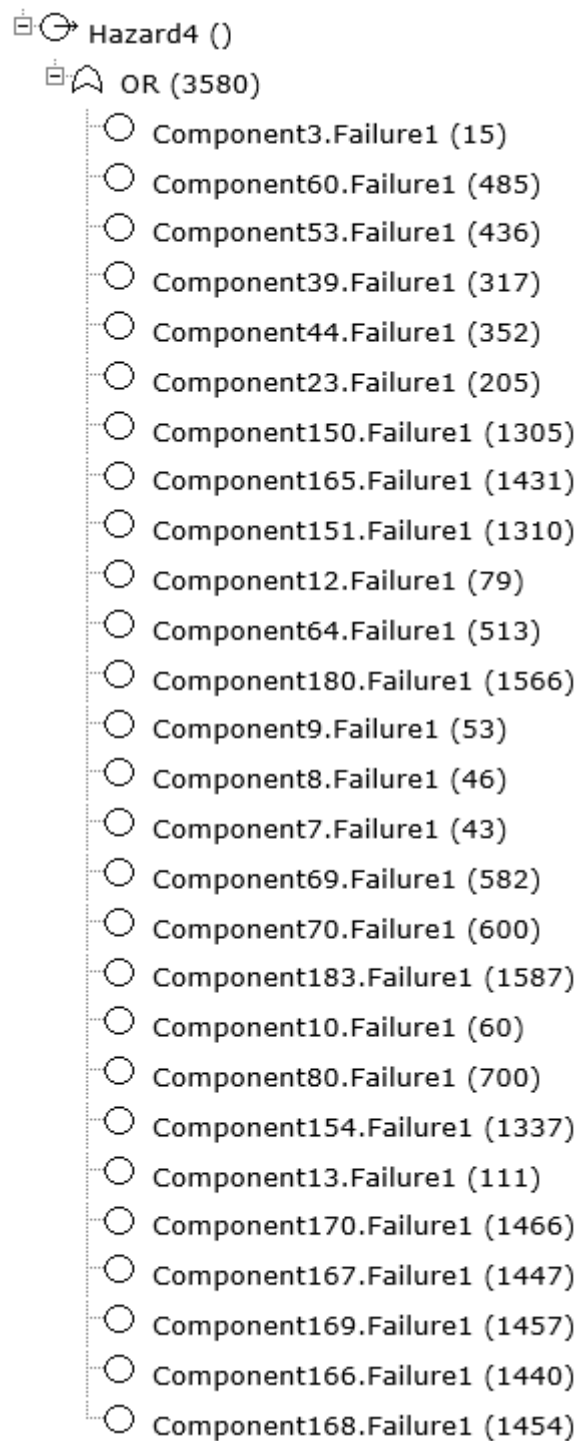 Hazard4 ()
OR (3580)
Component3.Failure1 (15)
Component60.Failure1 (485)
Component53.Failure1 (436)
Component39.Failure1 (317)
Component44.Failure1 (352)
Component23.Failure1 (205)
Component150.Failure1 (1305)
Component165.Failure1 (1431)
Component151.Failure1 (1310)
Component12.Failure1 (79)
Component64.Failure1 (513)
Component180.Failure1 (1566)
Component9.Failure1 (53)
Component8.Failure1 (46)
Component7.Failure1 (43)
Component69.Failure1 (582)
Component70.Failure1 (600)
Component183.Failure1 (1587)
Component10.Failure1 (60)
Component80.Failure1 (700)
Component154.Failure1 (1337)
Component13.Failure1 (111)
Component170.Failure1 (1466)
Component167.Failure1 (1447)
Component169.Failure1 (1457)
Component166.Failure1 (1440)
Component168.Failure1 (1454)